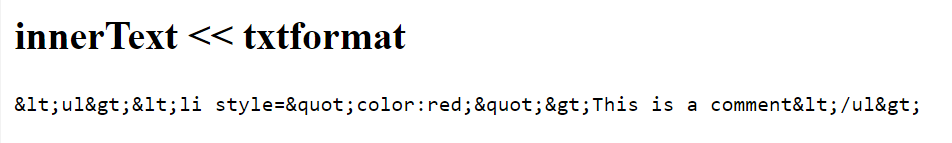 innerText << txtformat
&lt;ul&gt;&lt;li style=&quot;color:red;&quot;&gt;This is a comment&lt;/ul&gt;